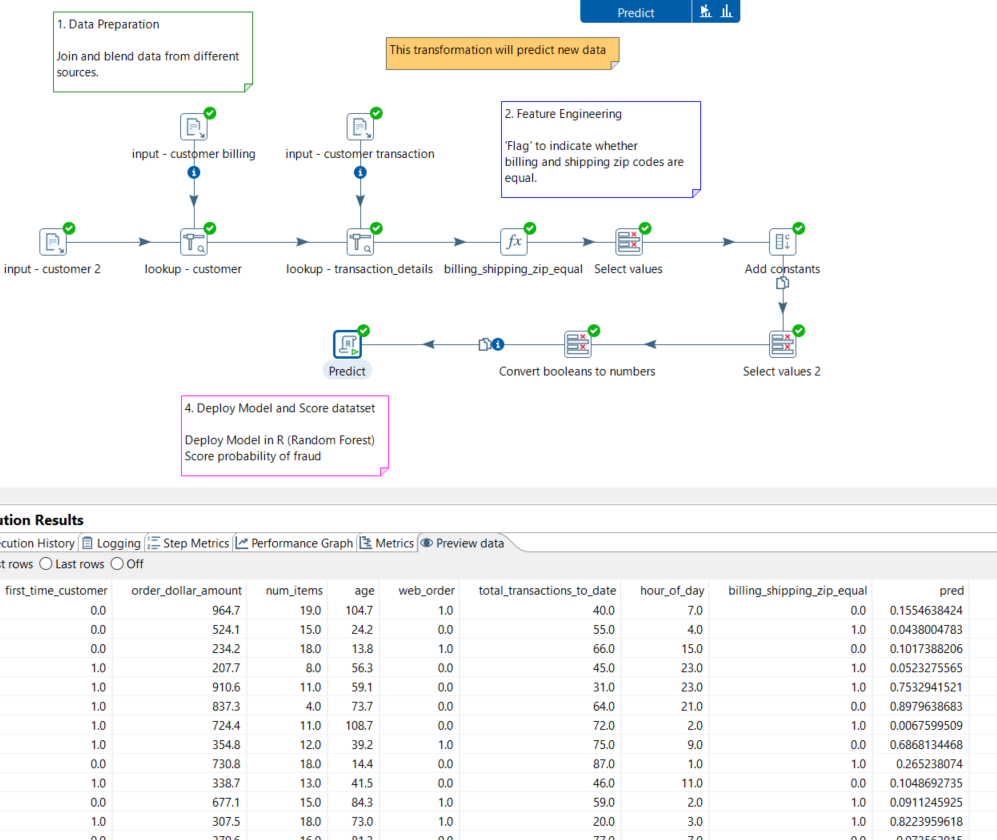 Predict
1. Data Preparation
Join and blend data from different
sources.
This transformation will predict new data
2. Feature Engineering
'Flag' to indicate whether
billing and shipping zip codes are
equal.
input - customer billing
input - customer transaction
input - customer 2
lookup - customer
lookup - transaction_details
billing_shipping_zip_equal
Select values
Add constants
Predict
Convert booleans to numbers
Select values 2
4. Deploy Model and Score datatset
Deploy Model in R (Random Forest)
Score probability of fraud
ution Results
ecution History Logging Step Metrics Performance Graph Metrics Preview data
st rows Last rows Off
first_time_customer order_dollar_amount num_items age web_order total_transactions_to_date hour_of_day billing_shipping_zip_equal pred
0.0 964.7 19.0 104.7 1.0 40.0 7.0 0.0 0.1554638424
0.0 524.1 15.0 24.2 0.0 55.0 4.0 1.0 0.0438004783
0.0 234.2 18.0 13.8 1.0 66.0 15.0 0.0 0.1017388206
1.0 207.7 8.0 56.3 0.0 45.0 23.0 1.0 0.0523275565
1.0 910.6 11.0 59.1 0.0 31.0 23.0 1.0 0.7532941521
1.0 837.3 4.0 73.7 0.0 64.0 21.0 0.0 0.8979638683
1.0 724.4 11.0 108.7 0.0 72.0 2.0 1.0 0.0067599509
1.0 354.8 12.0 39.2 1.0 75.0 9.0 0.0 0.6868134468
0.0 730.8 18.0 14.4 0.0 87.0 1.0 1.0 0.265238074
1.0 338.7 13.0 41.5 0.0 46.0 11.0 0.0 0.1048692735
0.0 677.1 15.0 84.3 1.0 59.0 2.0 1.0 0.0911245925
1.0 307.5 18.0 73.0 1.0 20.0 3.0 1.0 0.8223959618